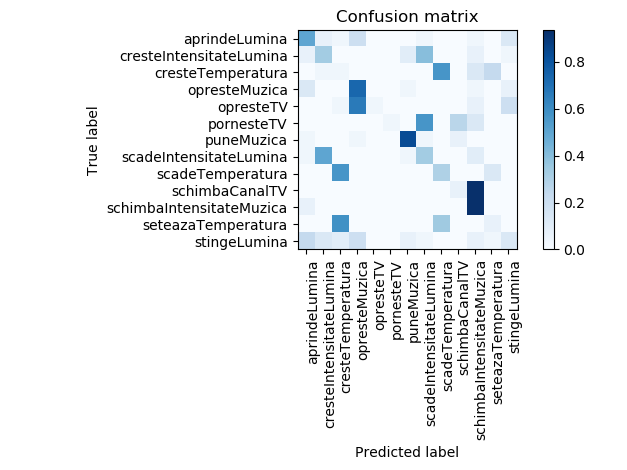 Confusion matrix
True label
aprindeLumina
cresteIntensitateLumina
cresteTemperatura
opresteMuzica
opresteTV
pornesteTV
puneMuzica
scadeIntensitateLumina
scadeTemperatura
schimbaCanalTV
schimbaIntensitateMuzica
seteazaTemperatura
stingeLumina
aprindeLumina
cresteIntensitateLumina
cresteTemperatura
opresteMuzica
opresteTV
pornesteTV
puneMuzica
scadeIntensitateLumina
scadeTemperatura
schimbaCanalTV
schimbaIntensitateMuzica
seteazaTemperatura
stingeLumina
Predicted label
0.8
0.6
0.4
0.2
0.0